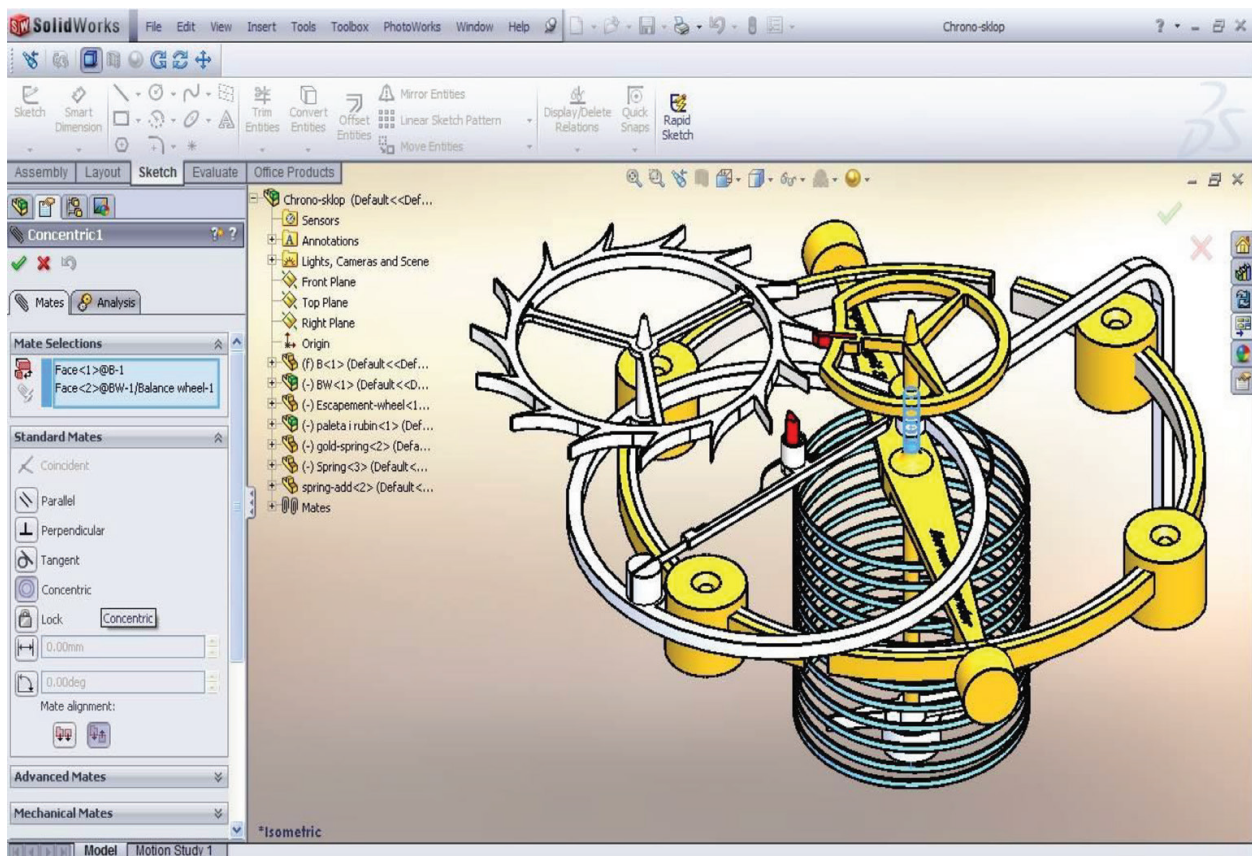 SolidWorks File Edit View Insert Tools Toolbox PhotoWorks Window Help Chrono-sklop ?
Sketch Smart Dimension Trim Entities Convert Entities Offset Entities Mirror Entities Linear Sketch Pattern Move Entities Display/Delete Relations Quick Snaps Rapid Sketch
Assembly Layout Sketch Evaluate Office Products
Concentric1 ? ?
Mates Analysis
Mate Selections
Face<1>@B-1
Face<2>@BW-1/Balance wheel-1
Standard Mates
Coincident
Parallel
Perpendicular
Tangent
Concentric
Lock Concentric
0.00mm
0.00deg
Mate alignment:
Advanced Mates
Mechanical Mates
Chrono-sklop (Default<<Def...
Sensors
Annotations
Lights, Cameras and Scene
Front Plane
Top Plane
Right Plane
Origin
(f) B<1> (Default<<Def...
(-) BW<1> (Default<<D...
(-) Escapement-wheel<1...
(-) paleta i rubin<1> (Def...
(-) gold-spring<2> (Defa...
(-) Spring<3> (Default<...
spring-add<2> (Default<...
Mates
*Isometric
Model Motion Study 1